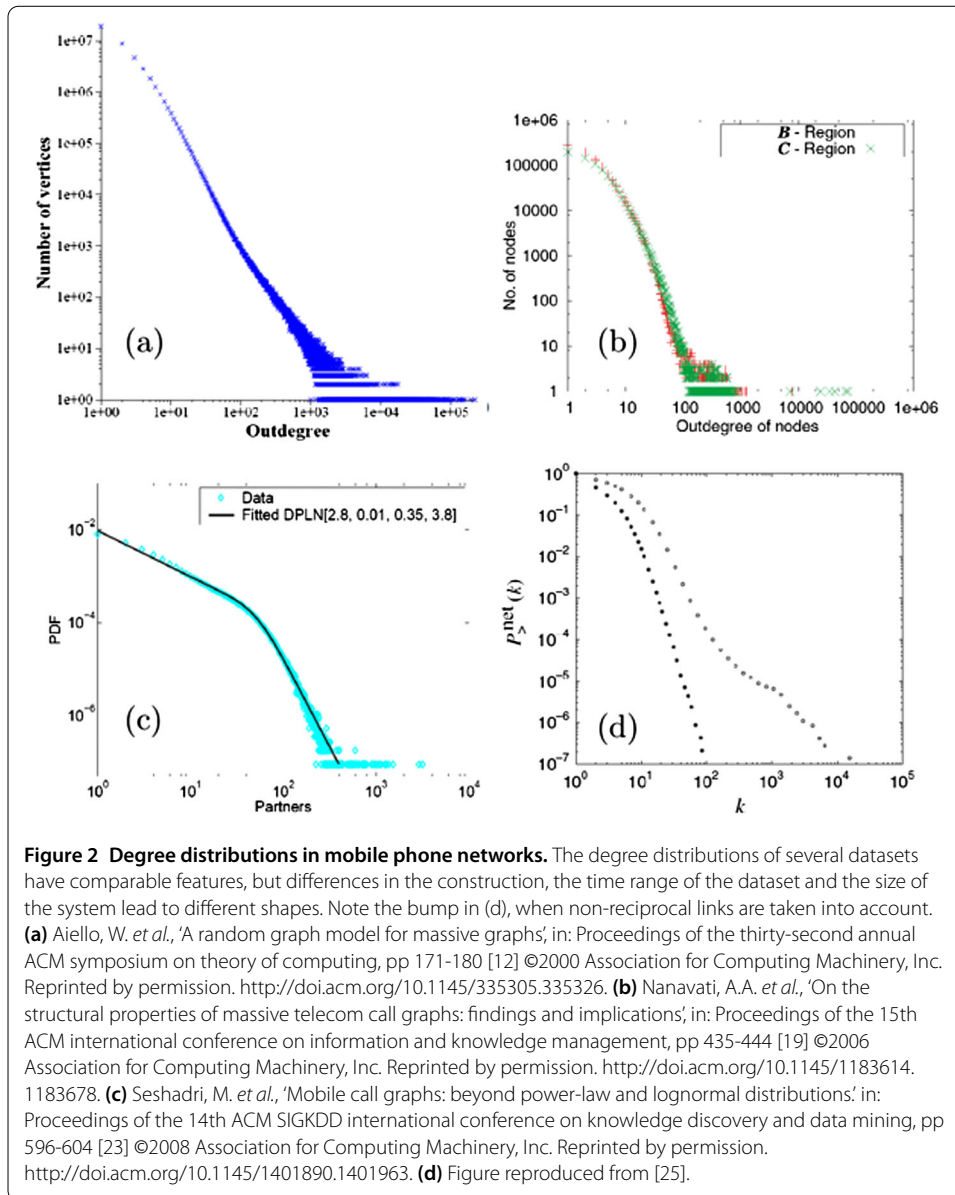 1e+07
1e+06
1e+05
1e+04
1e+03
1e+02
1e+01
1e+00
Number of vertices
(a)
1e+00 1e+01 1e+02 1e+03 1e+04 1e+05
Outdegree
1e+06
100000
10000
1000
100
10
1
No. of nodes
B - Region
C - Region
(b)
1 10 100 1000 10000 100000 1e+06
Outdegree of nodes
10^-2
10^-4
10^-6
PDF
Data
Fitted DPLN[2.8, 0.01, 0.35, 3.8]
(c)
10^0 10^1 10^2 10^3 10^4
Partners
10^0
10^-1
10^-2
10^-3
10^-4
10^-5
10^-6
10^-7
P_>^net(k)
(d)
10^0 10^1 10^2 10^3 10^4 10^5
k
Figure 2 Degree distributions in mobile phone networks. The degree distributions of several datasets
have comparable features, but differences in the construction, the time range of the dataset and the size of
the system lead to different shapes. Note the bump in (d), when non-reciprocal links are taken into account.
(a) Aiello, W. et al., ‘A random graph model for massive graphs’, in: Proceedings of the thirty-second annual
ACM symposium on theory of computing, pp 171-180 [12] ©2000 Association for Computing Machinery, Inc.
Reprinted by permission. http://doi.acm.org/10.1145/335305.335326. (b) Nanavati, A.A. et al., ‘On the
structural properties of massive telecom call graphs: findings and implications’, in: Proceedings of the 15th
ACM international conference on information and knowledge management, pp 435-444 [19] ©2006
Association for Computing Machinery, Inc. Reprinted by permission. http://doi.acm.org/10.1145/1183614.
1183678. (c) Seshadri, M. et al., ‘Mobile call graphs: beyond power-law and lognormal distributions.’ in:
Proceedings of the 14th ACM SIGKDD international conference on knowledge discovery and data mining, pp
596-604 [23] ©2008 Association for Computing Machinery, Inc. Reprinted by permission.
http://doi.acm.org/10.1145/1401890.1401963. (d) Figure reproduced from [25].